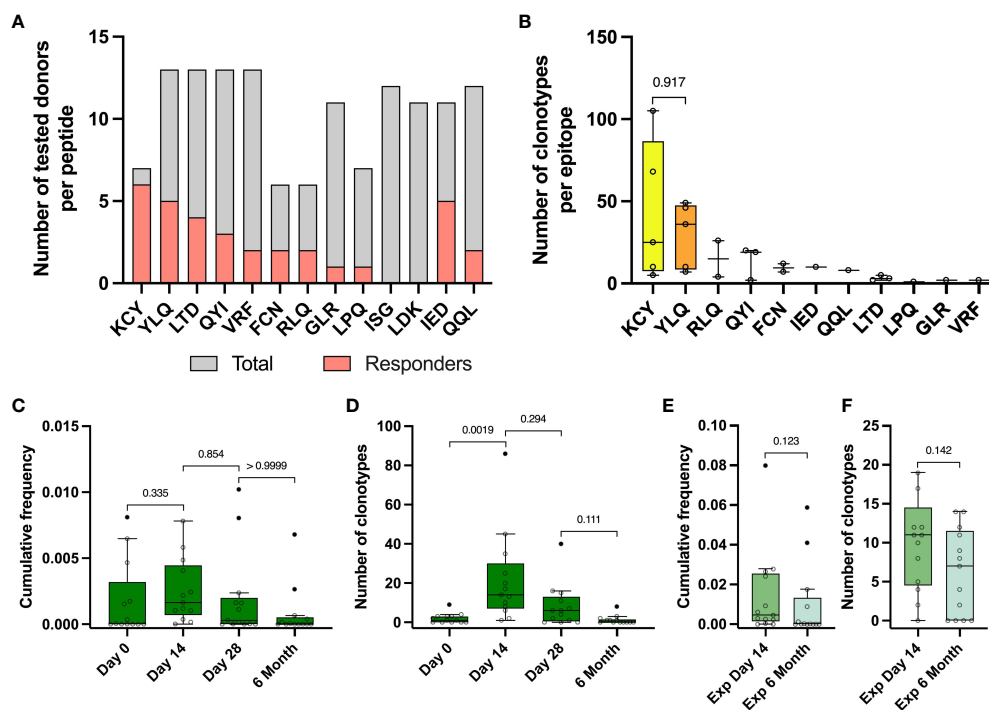 A
Number of tested donors
per peptide
15
10
5
0
KCY
YLQ
LTD
QYI
VRF
FCN
RLQ
GLR
LPQ
ISG
LDK
IED
QQL
Total
Responders
B
Number of clonotypes
per epitope
150
100
50
0
0.917
KCY
YLQ
RLQ
QYI
FCN
IED
QQL
LTD
LPQ
GLR
VRF
C
Cumulative frequency
0.015
0.010
0.005
0.000
0.335
0.854
> 0.9999
Day 0
Day 14
Day 28
6 Month
D
Number of clonotypes
100
80
60
40
20
0
0.0019
0.294
0.111
Day 0
Day 14
Day 28
6 Month
E
Cumulative frequency
0.10
0.08
0.06
0.04
0.02
0.00
0.123
Exp Day 14
Exp 6 Month
F
Number of clonotypes
25
20
15
10
5
0
0.142
Exp Day 14
Exp 6 Month